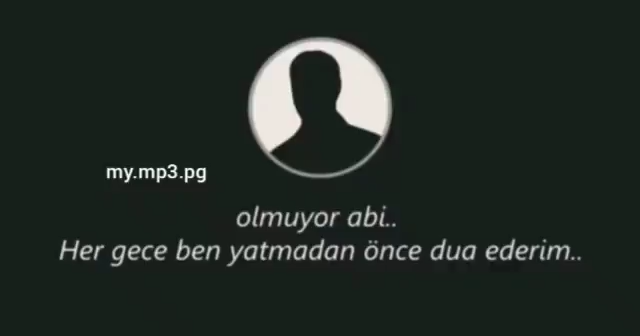 my.mp3.pg
olmuyor abi..
Her gece ben yatmadan önce dua ederim..